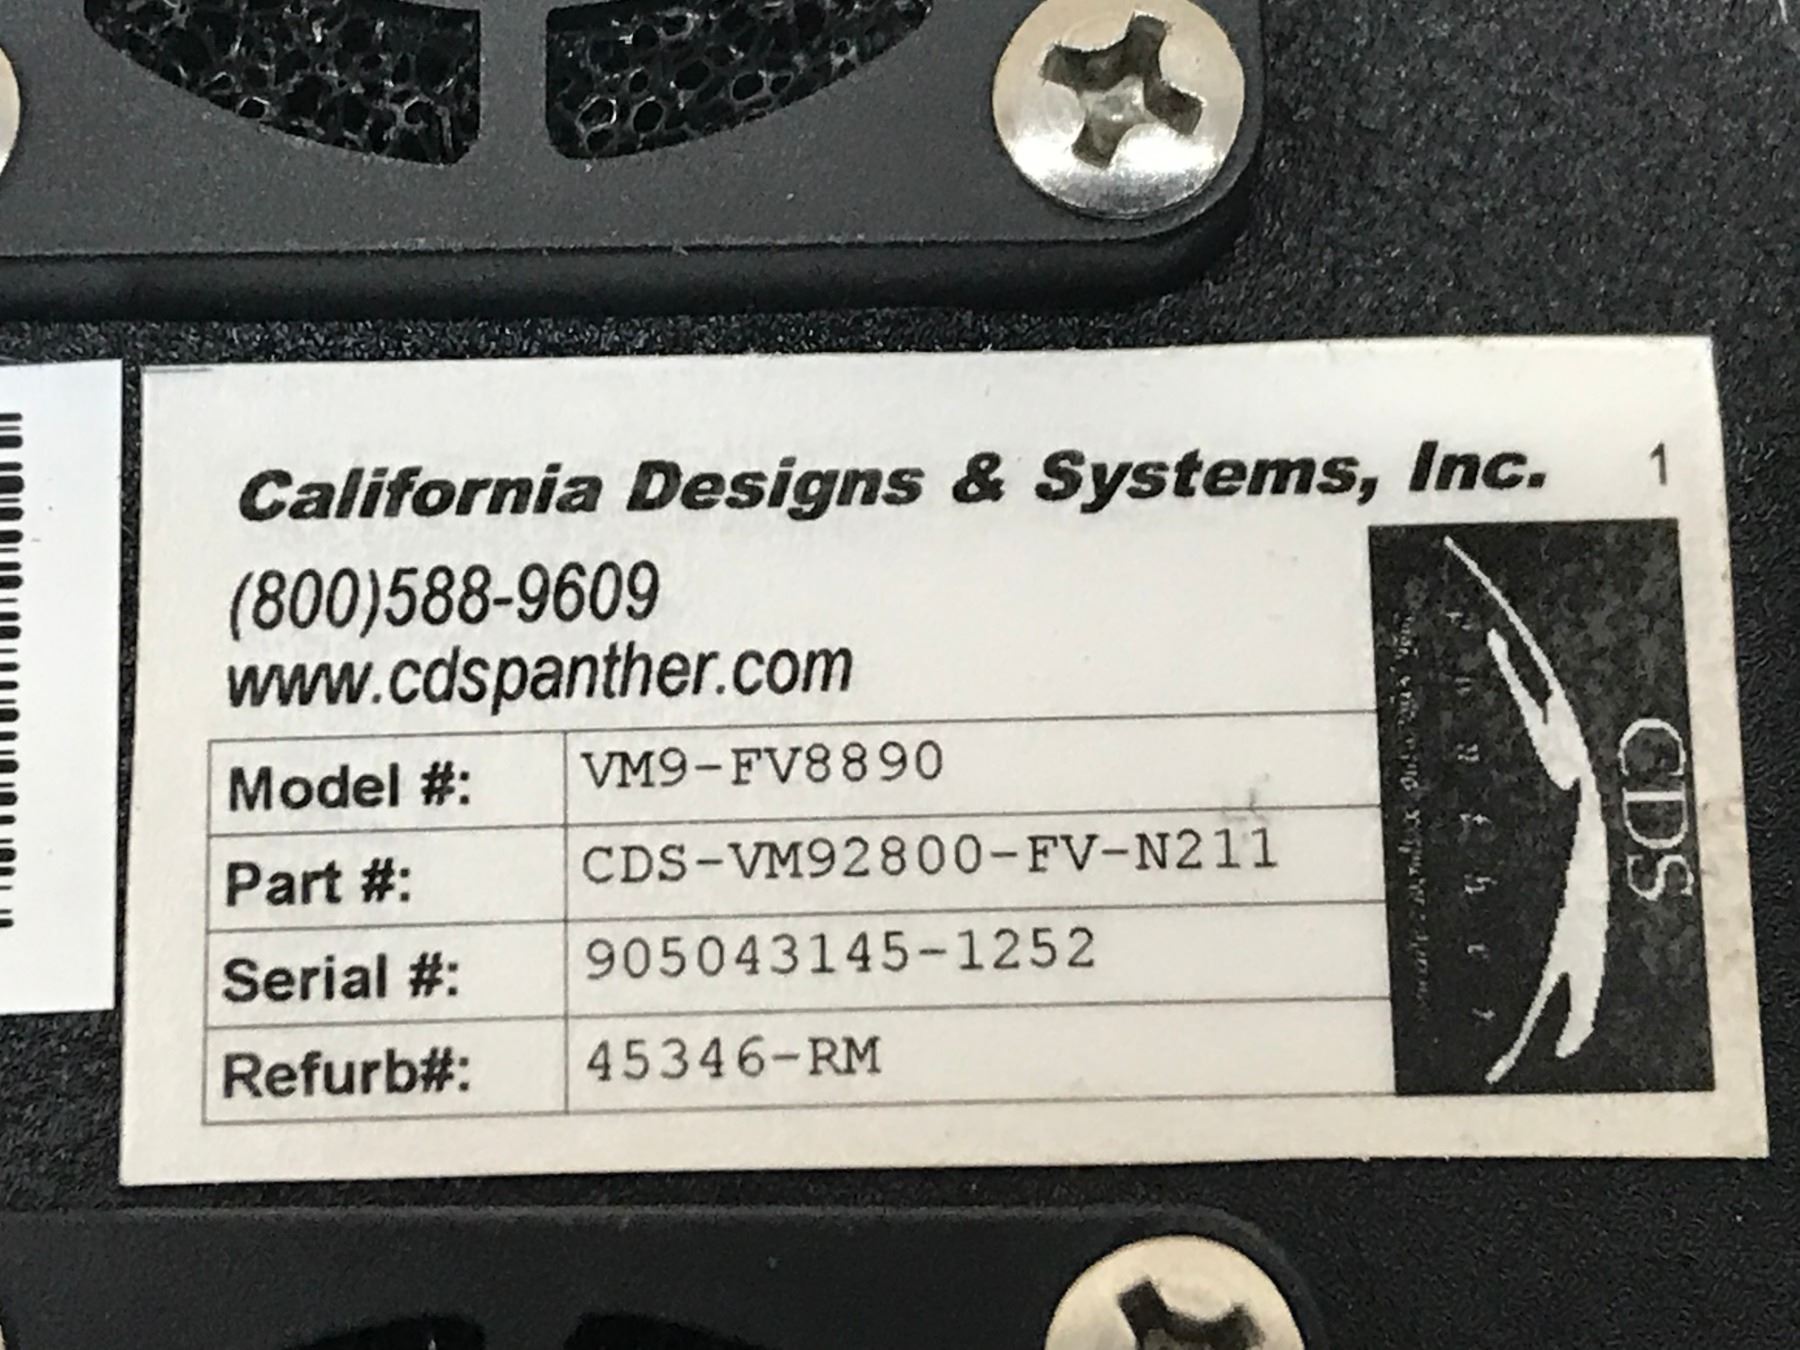 California Designs & Systems, Inc. 1
(800)588-9609
www.cdspanther.com
Model #: VM9-FV8890
Part #: CDS-VM92800-FV-N211
Serial #: 905043145-1252
Refurb#: 45346-RM
CDS